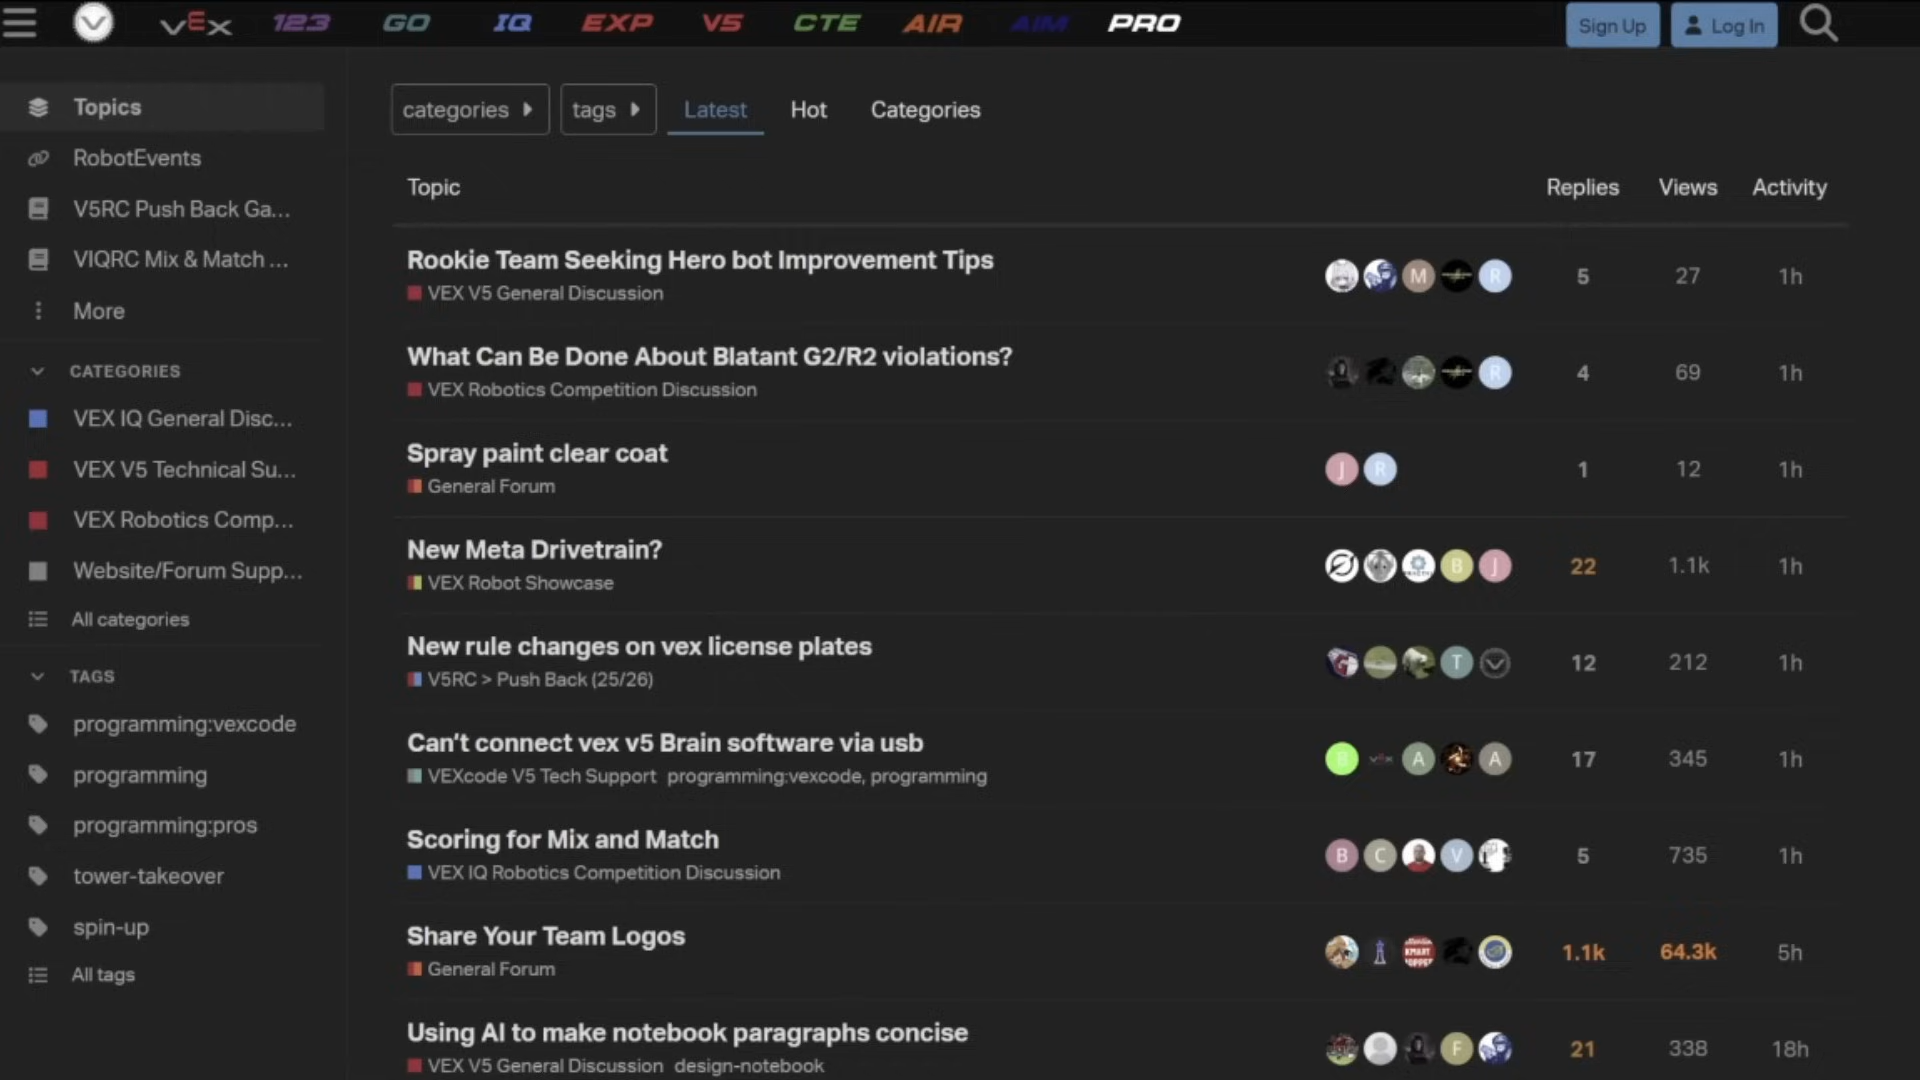 VEX 123 GO IQ EXP V5 CTE AIR AIM PRO Sign Up Log In
Topics
RobotEvents
V5RC Push Back Ga...
VIQRC Mix & Match ...
More
CATEGORIES
VEX IQ General Disc...
VEX V5 Technical Su...
VEX Robotics Comp...
Website/Forum Supp...
All categories
TAGS
programming:vexcode
programming
programming:pros
tower-takeover
spin-up
All tags
categories tags Latest Hot Categories
Topic Replies Views Activity
Rookie Team Seeking Hero bot Improvement Tips
VEX V5 General Discussion
M R 5 27 1h
What Can Be Done About Blatant G2/R2 violations?
VEX Robotics Competition Discussion
R 4 69 1h
Spray paint clear coat
General Forum
J R 1 12 1h
New Meta Drivetrain?
VEX Robot Showcase
B J 22 1.1k 1h
New rule changes on vex license plates
V5RC > Push Back (25/26)
T 12 212 1h
Can’t connect vex v5 Brain software via usb
VEXcode V5 Tech Support programming:vexcode, programming
A A 17 345 1h
Scoring for Mix and Match
VEX IQ Robotics Competition Discussion
B C V 5 735 1h
Share Your Team Logos
General Forum
1.1k 64.3k 5h
Using AI to make notebook paragraphs concise
VEX V5 General Discussion design-notebook
F 21 338 18h